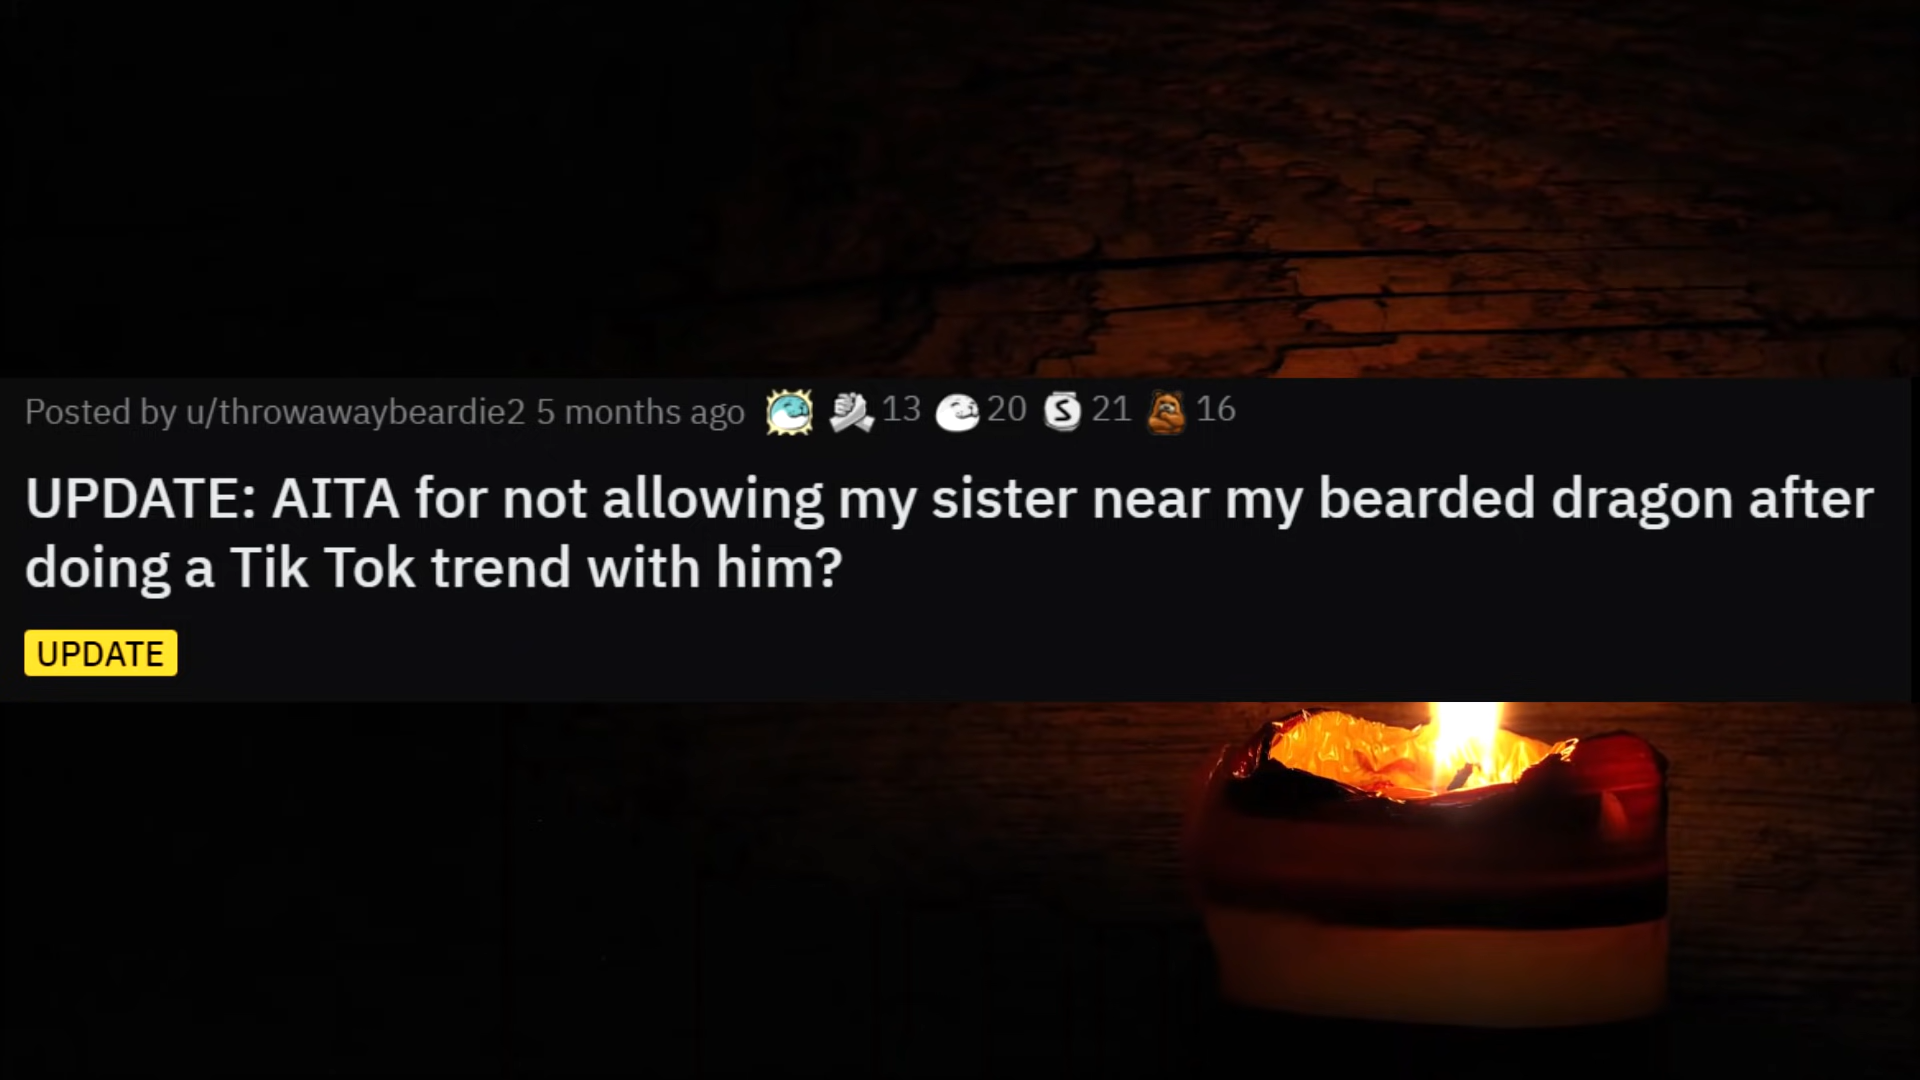 Posted by u/throwawaybeardie2 5 months ago 13 20 S 21 16
UPDATE: AITA for not allowing my sister near my bearded dragon after
doing a Tik Tok trend with him?
UPDATE